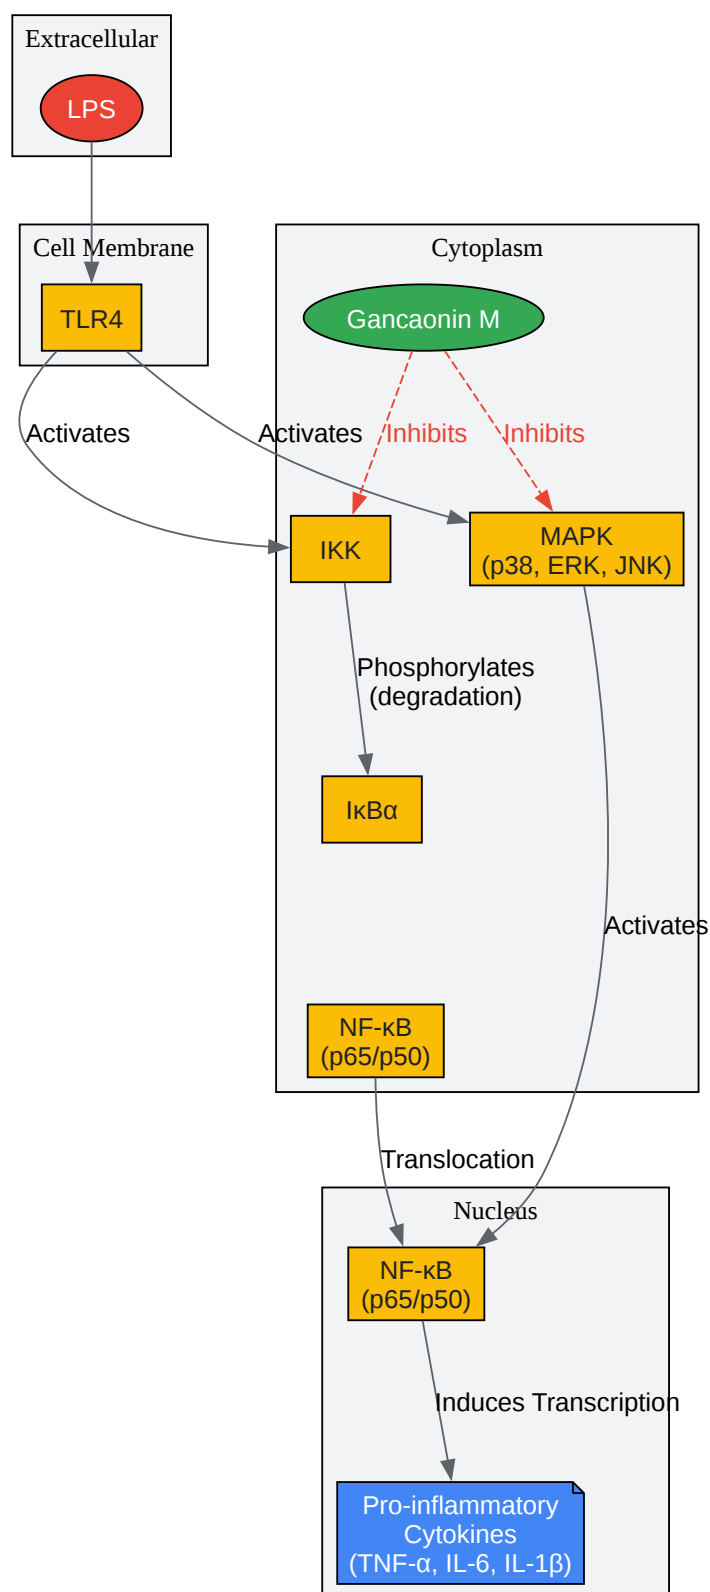 Extracellular
LPS
Cell Membrane
TLR4
Cytoplasm
Gancaonin M
Activates
Activates
Inhibits
Inhibits
IKK
MAPK
(p38, ERK, JNK)
Phosphorylates
(degradation)
IκBα
Activates
NF-κB
(p65/p50)
Translocation
Nucleus
NF-κB
(p65/p50)
Induces Transcription
Pro-inflammatory
Cytokines
(TNF-α, IL-6, IL-1β)